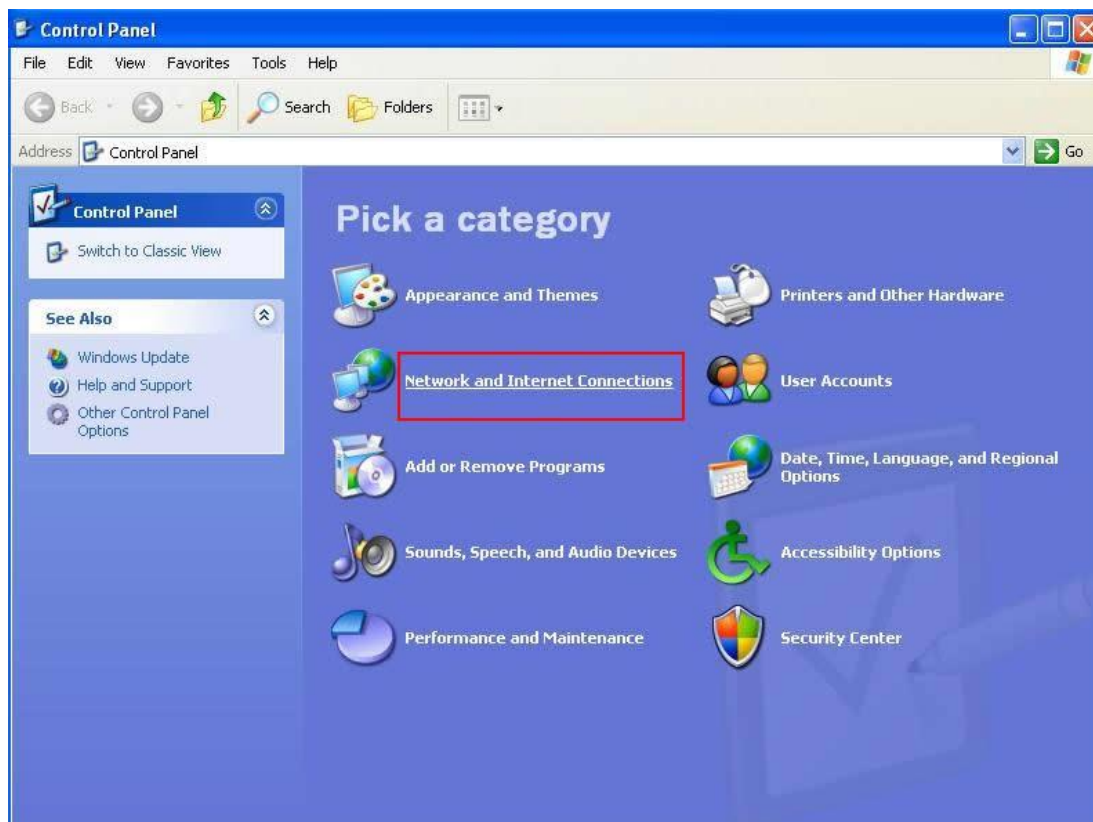 Control Panel
File Edit View Favorites Tools Help
Back Search Folders
Address Control Panel Go
Control Panel
Switch to Classic View
See Also
Windows Update
Help and Support
Other Control Panel
Options
Pick a category
Appearance and Themes
Printers and Other Hardware
Network and Internet Connections
User Accounts
Add or Remove Programs
Date, Time, Language, and Regional
Options
Sounds, Speech, and Audio Devices
Accessibility Options
Performance and Maintenance
Security Center